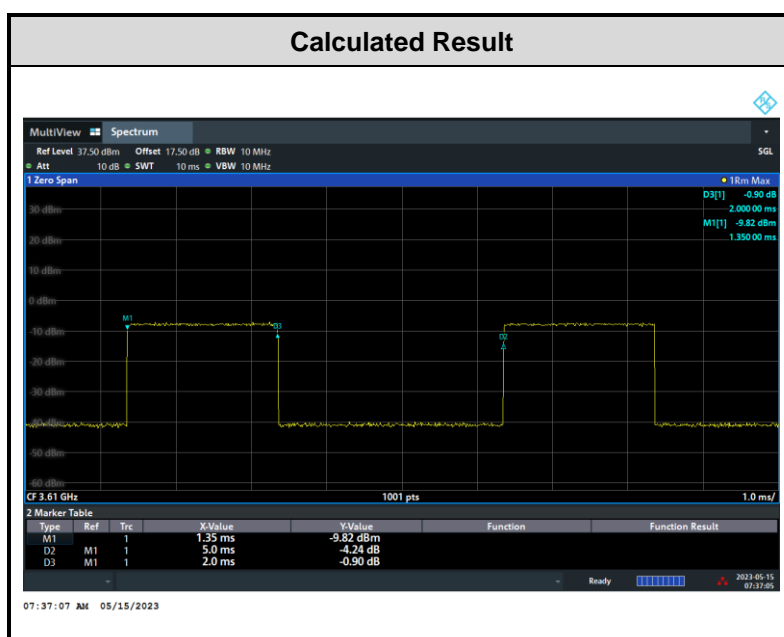 Calculated Result
MultiView Spectrum
Ref Level 37.50 dBm Offset 17.50 dB RBW 10 MHz SGL
Att 10 dB SWT 10 ms VBW 10 MHz
1 Zero Span 1Rm Max
D3[1] -0.90 dB
2.000 00 ms
M1[1] -9.82 dBm
1.350 00 ms
30 dBm
20 dBm
10 dBm
0 dBm
M1
D3
-10 dBm
D2
-20 dBm
-30 dBm
-40 dBm
-50 dBm
-60 dBm
CF 3.61 GHz 1001 pts 1.0 ms/
2 Marker Table
Type Ref Trc X-Value Y-Value Function Function Result
M1 1 1.35 ms -9.82 dBm
D2 M1 1 5.0 ms -4.24 dB
D3 M1 1 2.0 ms -0.90 dB
Ready 2023-05-15
07:37:05
07:37:07 AM 05/15/2023